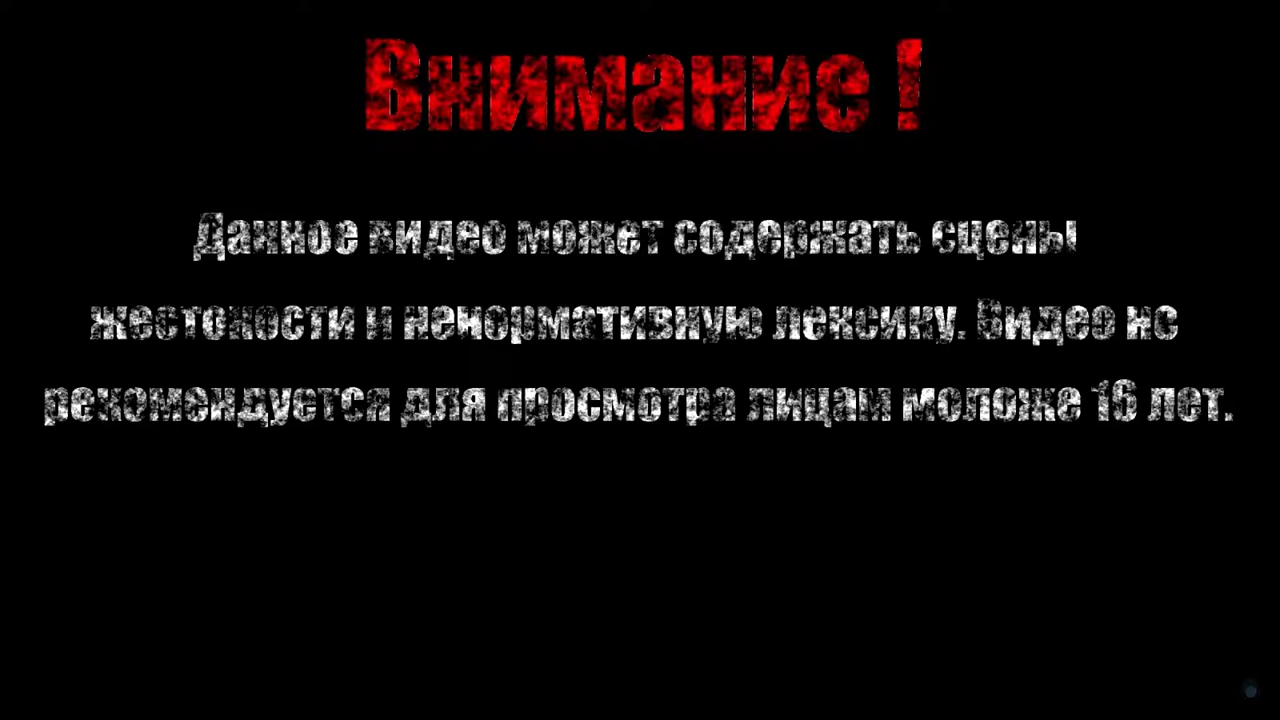 Внимание !
Данное видео может содержать сцены
жестокости и ненормативную лексику. Видео не
рекомендуется для просмотра лицам моложе 16 лет.